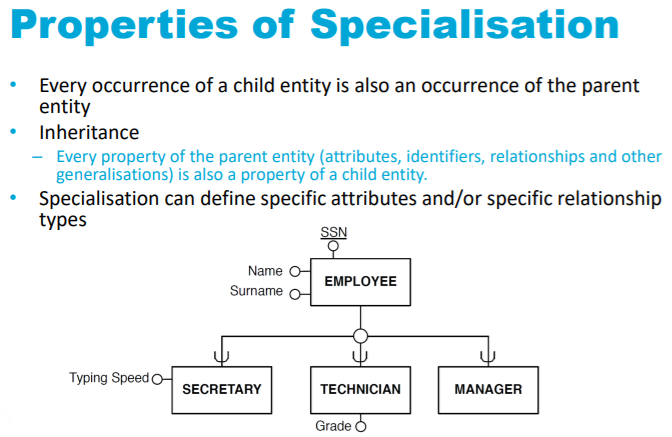 Properties of Specialisation
• Every occurrence of a child entity is also an occurrence of the parent
entity
• Inheritance
– Every property of the parent entity (attributes, identifiers, relationships and other
generalisations) is also a property of a child entity.
• Specialisation can define specific attributes and/or specific relationship
types
SSN
Name
EMPLOYEE
Surname
Typing Speed
SECRETARY
TECHNICIAN
MANAGER
Grade